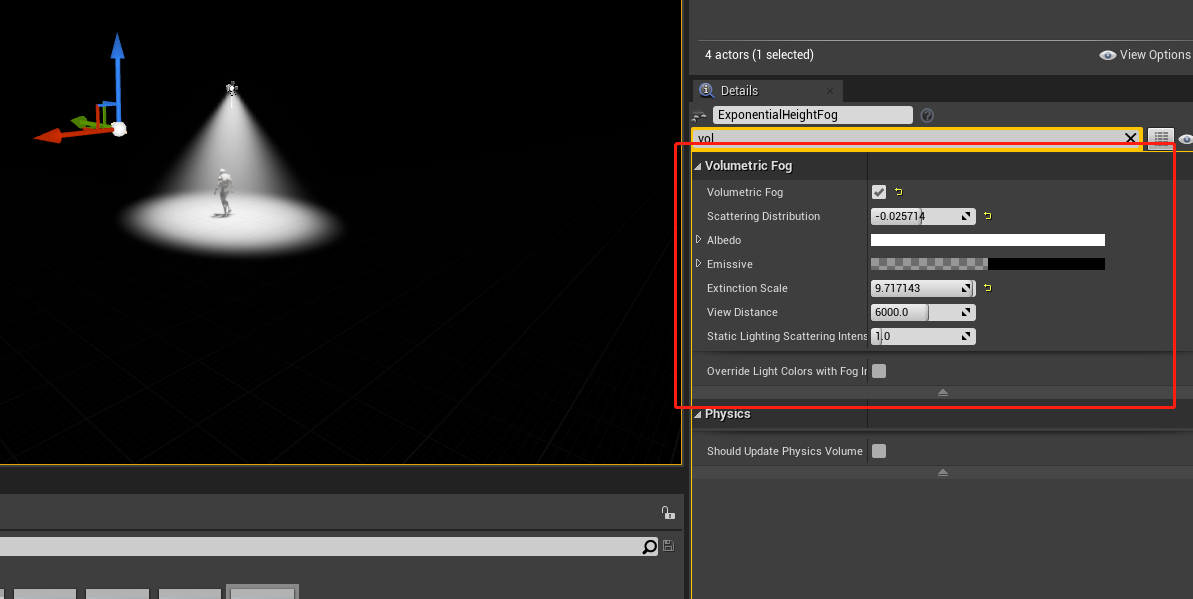 4 actors (1 selected)
View Options
Details
ExponentialHeightFog
vol
Volumetric Fog
Volumetric Fog
Scattering Distribution
-0.025714
Albedo
Emissive
Extinction Scale
9.717143
View Distance
6000.0
Static Lighting Scattering Intens
1.0
Override Light Colors with Fog In
Physics
Should Update Physics Volume